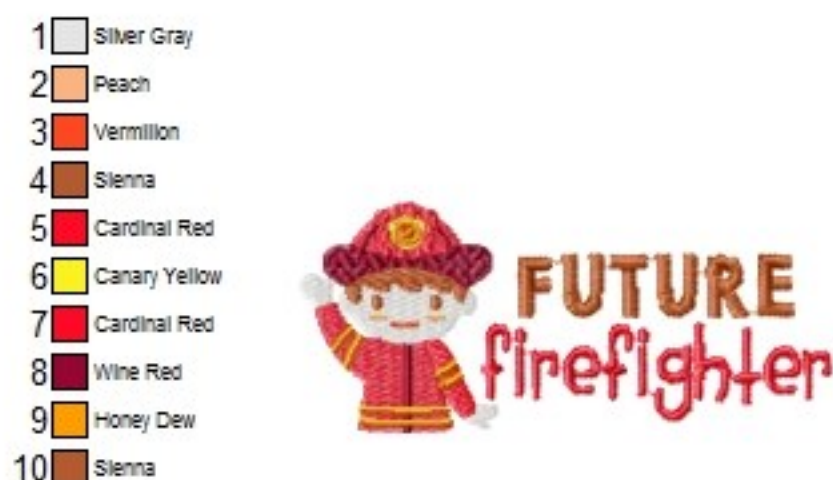 1 Silver Gray
2 Peach
3 Vermilion
4 Sienna
5 Cardinal Red
6 Canary Yellow
7 Cardinal Red
8 Wine Red
9 Honey Dew
10 Sienna
FUTURE
firefighter